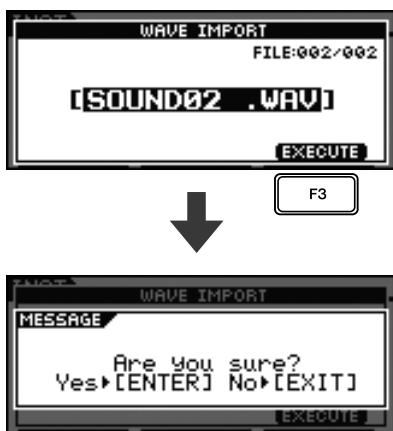 WAVE IMPORT
FILE:002/002
[SOUND02 .WAV]
EXECUTE
F3
WAVE IMPORT
MESSAGE
Are you sure?
Yes▸[ENTER] No▸[EXIT]
EXECUTE